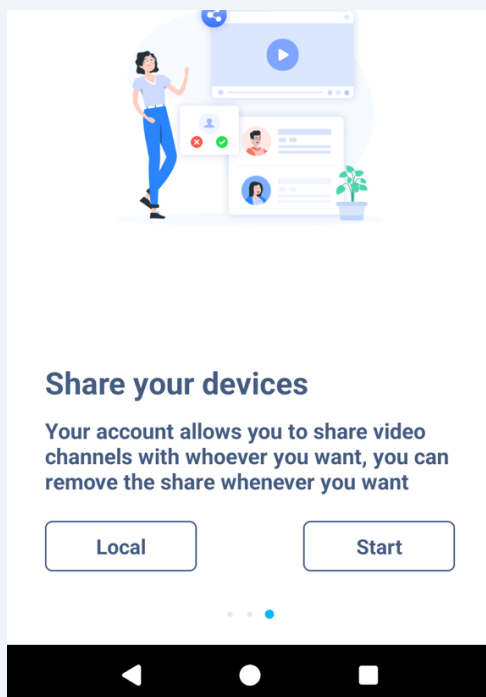 Share your devices
Your account allows you to share video
channels with whoever you want, you can
remove the share whenever you want
Local
Start